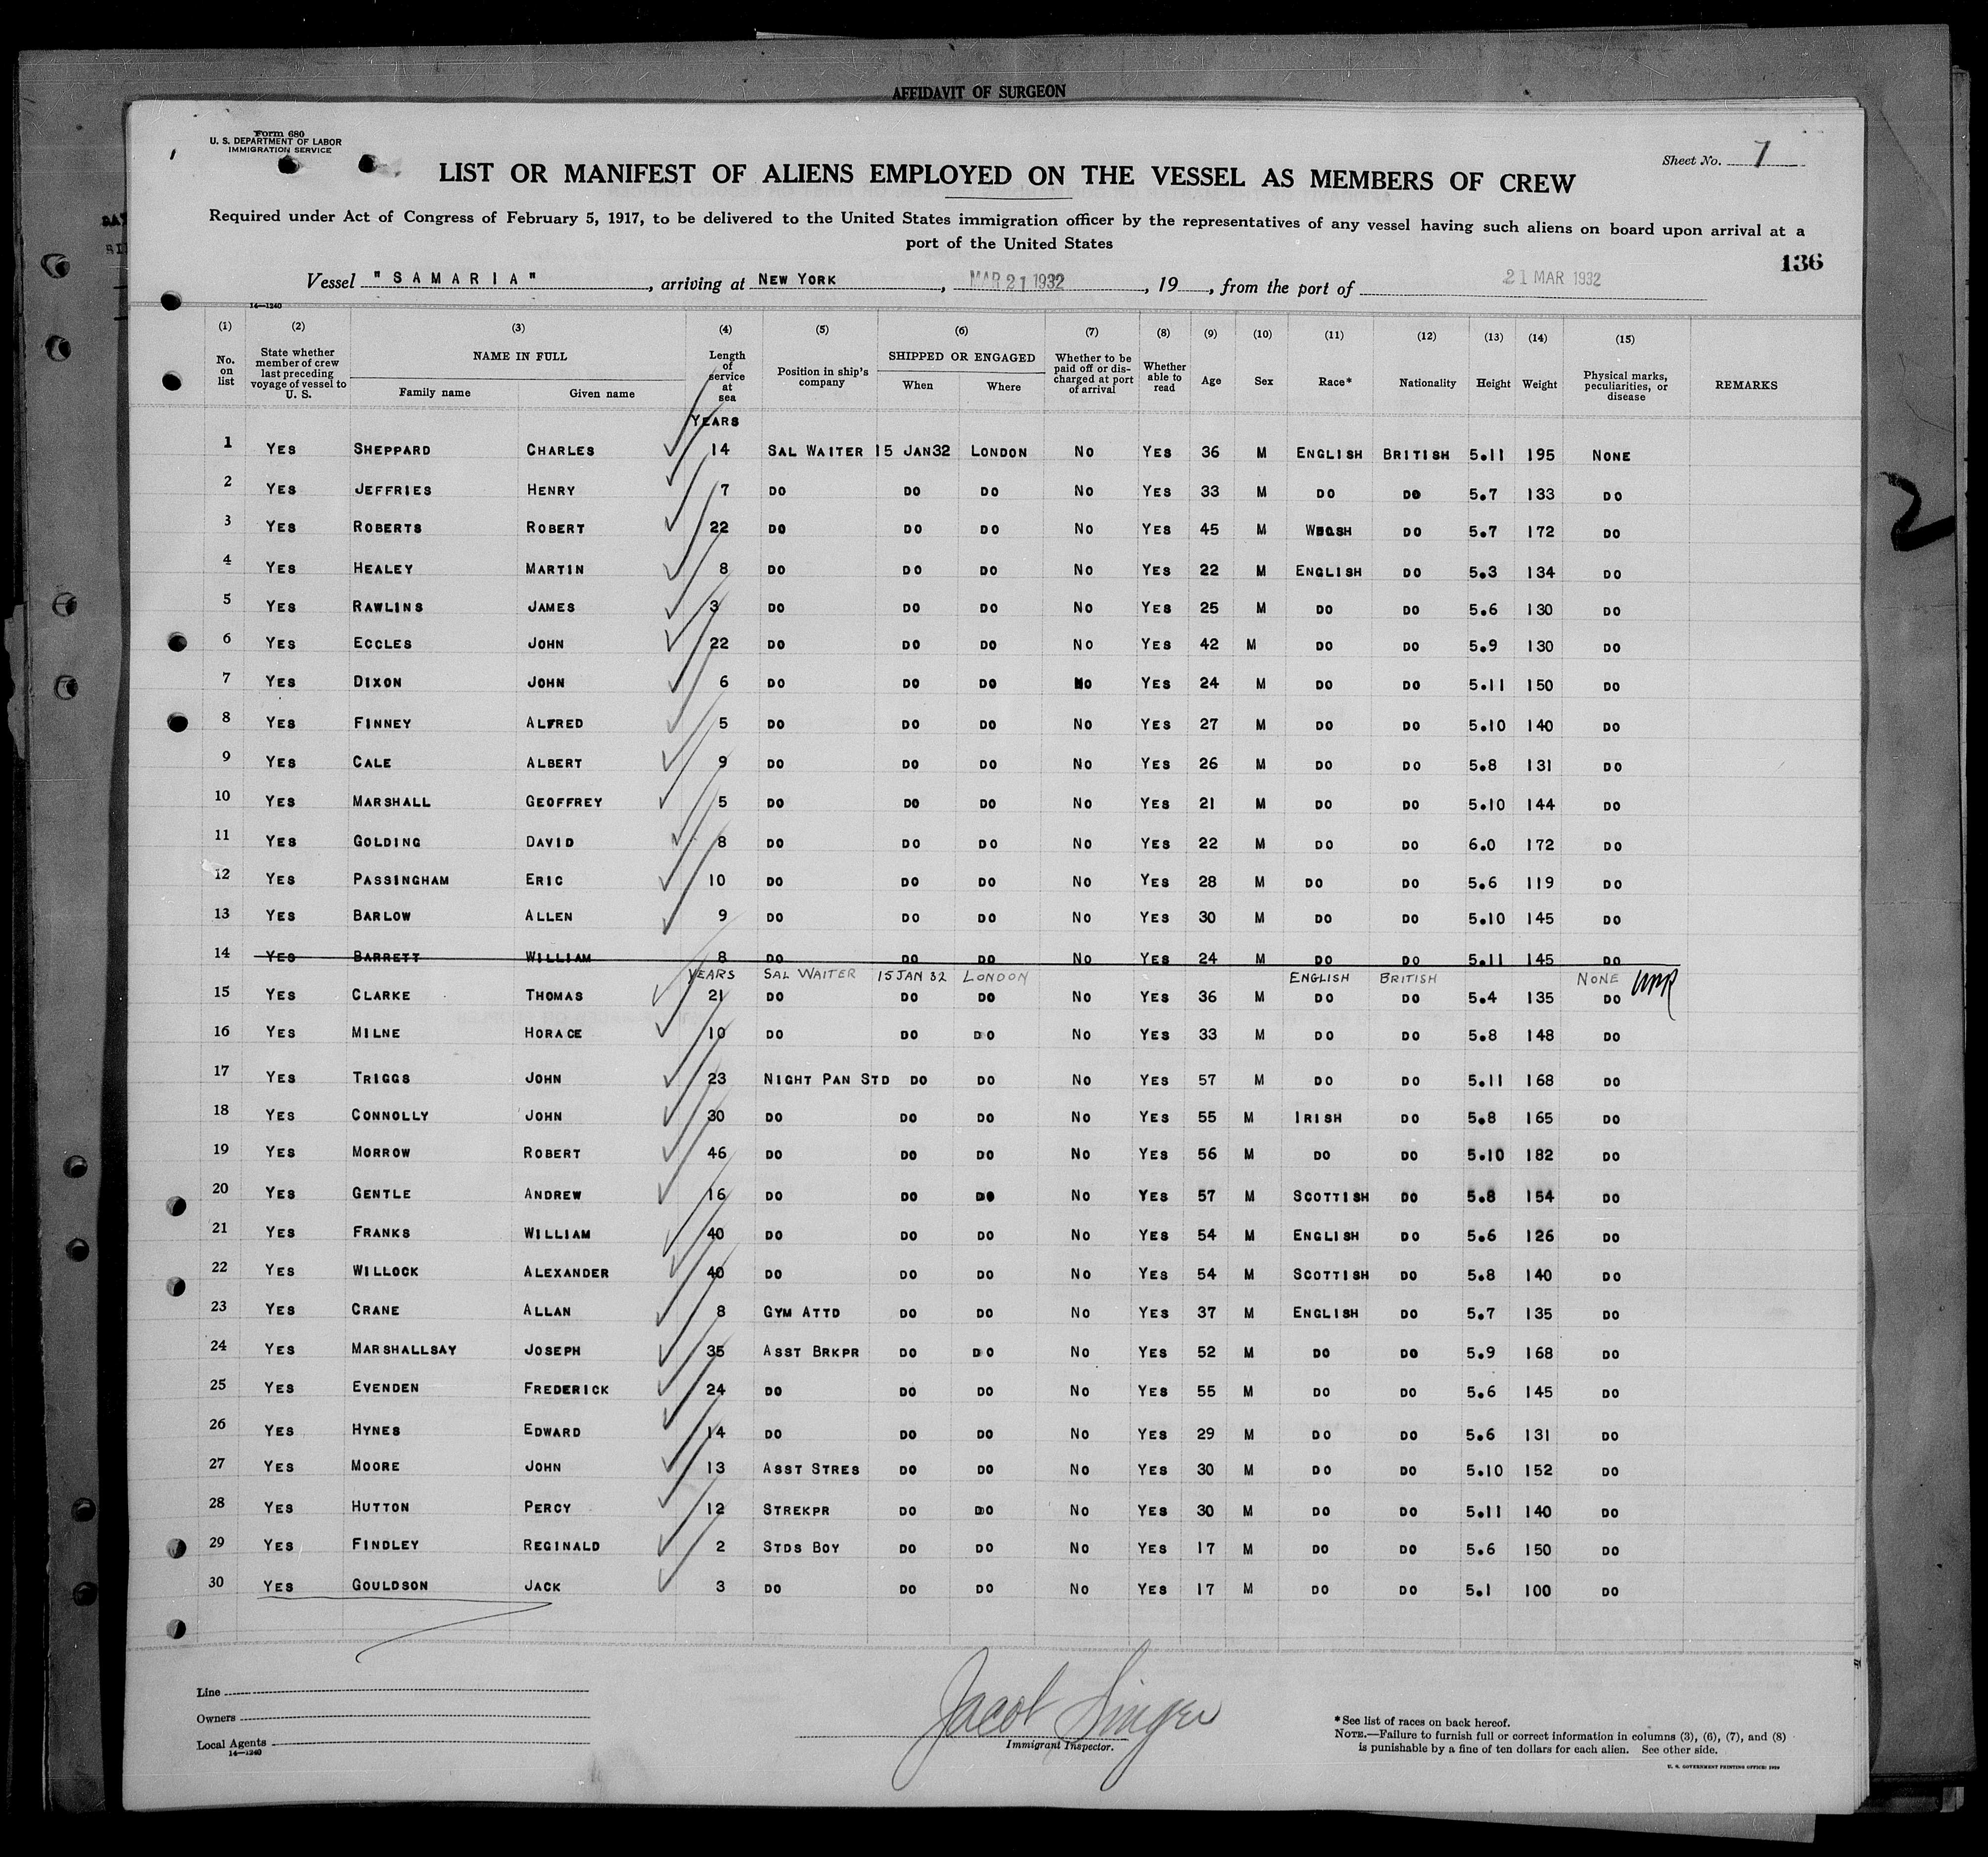 AFFIDAVIT OF SURGEON
Form 680
U. S. DEPARTMENT OF LABOR
IMMIGRATION SERVICE
Sheet No. 7
LIST OR MANIFEST OF ALIENS EMPLOYED ON THE VESSEL AS MEMBERS OF CREW
Required under Act of Congress of February 5, 1917, to be delivered to the United States immigration officer by the representatives of any vessel having such aliens on board upon arrival at a
port of the United States
136
Vessel "SAMARIA", arriving at NEW YORK, MAR 21 1932, 19, from the port of 21 MAR 1932
14—1240
(1) (2) (3) (4) (5) (6) (7) (8) (9) (10) (11) (12) (13) (14) (15)
No. on list State whether member of crew last preceding voyage of vessel to U. S. NAME IN FULL Family name Given name Length of service at sea Position in ship's company SHIPPED OR ENGAGED When Where Whether to be paid off or discharged at port of arrival Whether able to read Age Sex Race* Nationality Height Weight Physical marks, peculiarities, or disease REMARKS
YEARS
1 YES SHEPPARD CHARLES 14 SAL WAITER 15 JAN32 LONDON NO YES 36 M ENGLISH BRITISH 5.11 195 NONE
2 YES JEFFRIES HENRY 7 DO DO DO NO YES 33 M DO DO 5.7 133 DO
3 YES ROBERTS ROBERT 22 DO DO DO NO YES 45 M DO 5.7 172 DO
4 YES HEALEY MARTIN 8 DO DO DO NO YES 22 M ENGLISH DO 5.3 134 DO
5 YES RAWLINS JAMES 3 DO DO DO NO YES 25 M DO DO 5.6 130 DO
6 YES ECCLES JOHN 22 DO DO DO NO YES 42 M DO DO 5.9 130 DO
7 YES DIXON JOHN 6 DO DO DO NO YES 24 M DO DO 5.11 150 DO
8 YES FINNEY ALFRED 5 DO DO DO NO YES 27 M DO DO 5.10 140 DO
9 YES CALE ALBERT 9 DO DO DO NO YES 26 M DO DO 5.8 131 DO
10 YES MARSHALL GEOFFREY 5 DO DO DO NO YES 21 M DO DO 5.10 144 DO
11 YES GOLDING DAVID 8 DO DO DO NO YES 22 M DO DO 6.0 172 DO
12 YES PASSINGHAM ERIC 10 DO DO DO NO YES 28 M DO DO 5.6 119 DO
13 YES BARLOW ALLEN 9 DO DO DO NO YES 30 M DO DO 5.10 145 DO
14 YES BARRETT WILLIAM 8 DO DO DO NO YES 24 M DO DO 5.11 145 DO
YEARS SAL WAITER 15 JAN 32 LONDON ENGLISH BRITISH NONE
15 YES CLARKE THOMAS 21 DO DO DO NO YES 36 M DO DO 5.4 135 DO
16 YES MILNE HORACE 10 DO DO DO NO YES 33 M DO DO 5.8 148 DO
17 YES TRIGGS JOHN 23 NIGHT PAN STD DO DO NO YES 57 M DO DO 5.11 168 DO
18 YES CONNOLLY JOHN 30 DO DO DO NO YES 55 M IRISH DO 5.8 165 DO
19 YES MORROW ROBERT 46 DO DO DO NO YES 56 M DO DO 5.10 182 DO
20 YES GENTLE ANDREW 16 DO DO DO NO YES 57 M SCOTTISH DO 5.8 154 DO
21 YES FRANKS WILLIAM 40 DO DO DO NO YES 54 M ENGLISH DO 5.6 126 DO
22 YES WILLOCK ALEXANDER 40 DO DO DO NO YES 54 M SCOTTISH DO 5.8 140 DO
23 YES CRANE ALLAN 8 GYM ATTD DO DO NO YES 37 M ENGLISH DO 5.7 135 DO
24 YES MARSHALLSAY JOSEPH 35 ASST BRKPR DO DO NO YES 52 M DO DO 5.9 168 DO
25 YES EVENDEN FREDERICK 24 DO DO DO NO YES 55 M DO DO 5.6 145 DO
26 YES HYNES EDWARD 14 DO DO DO NO YES 29 M DO DO 5.6 131 DO
27 YES MOORE JOHN 13 ASST STRES DO DO NO YES 30 M DO DO 5.10 152 DO
28 YES HUTTON PERCY 12 STREKPR DO DO NO YES 30 M DO DO 5.11 140 DO
29 YES FINDLEY REGINALD 2 STDS BOY DO DO NO YES 17 M DO DO 5.6 150 DO
30 YES GOULDSON JACK 3 DO DO DO NO YES 17 M DO DO 5.1 100 DO
2
Line
Owners
Local Agents
14—1240
Jacob Singer
Immigrant Inspector.
*See list of races on back hereof.
NOTE.—Failure to furnish full or correct information in columns (3), (6), (7), and (8)
is punishable by a fine of ten dollars for each alien. See other side.
U. S. GOVERNMENT PRINTING OFFICE: 1929